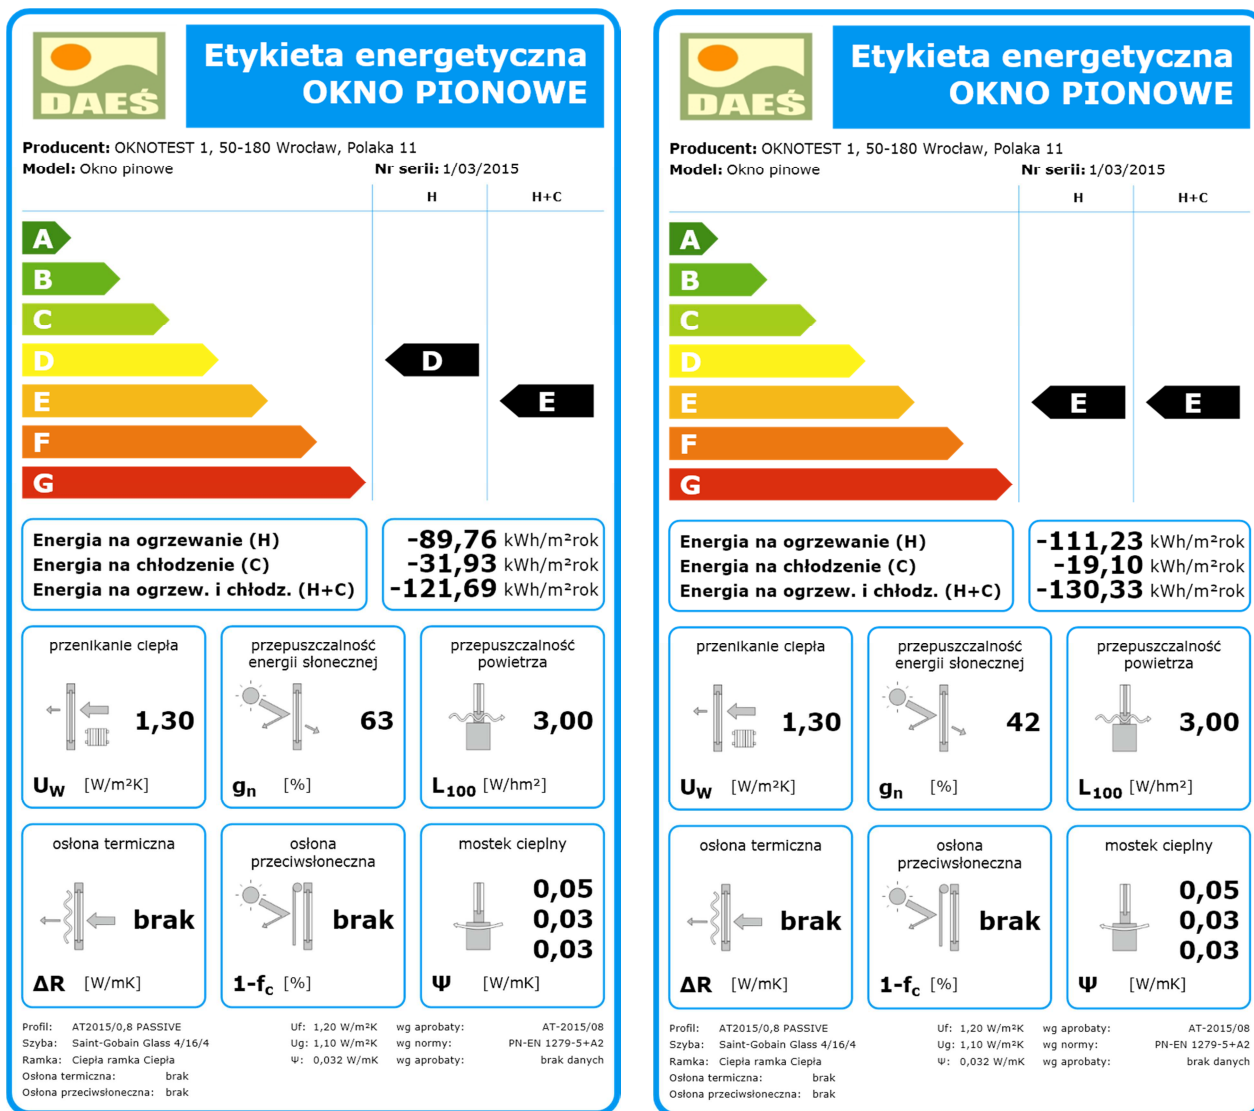 DAEŚ
Etykieta energetyczna
OKNO PIONOWE
Producent: OKNOTEST 1, 50-180 Wrocław, Polaka 11
Model: Okno pinowe Nr serii: 1/03/2015
H H+C
A
B
C
D D
E E
F
G
Energia na ogrzewanie (H) -89,76 kWh/m²rok
Energia na chłodzenie (C) -31,93 kWh/m²rok
Energia na ogrzew. i chłodz. (H+C) -121,69 kWh/m²rok
przenikanie ciepła
1,30
Uw [W/m²K]
przepuszczalność
energii słonecznej
63
gn [%]
przepuszczalność
powietrza
3,00
L100 [W/hm²]
osłona termiczna
brak
ΔR [W/mK]
osłona
przeciwsłoneczna
brak
1-fc [%]
mostek cieplny
0,05
0,03
0,03
Ψ [W/mK]
Profil: AT2015/0,8 PASSIVE Uf: 1,20 W/m²K wg aprobaty: AT-2015/08
Szyba: Saint-Gobain Glass 4/16/4 Ug: 1,10 W/m²K wg normy: PN-EN 1279-5+A2
Ramka: Ciepła ramka Ciepła Ψ: 0,032 W/mK wg aprobaty: brak danych
Osłona termiczna: brak
Osłona przeciwsłoneczna: brak
DAEŚ
Etykieta energetyczna
OKNO PIONOWE
Producent: OKNOTEST 1, 50-180 Wrocław, Polaka 11
Model: Okno pinowe Nr serii: 1/03/2015
H H+C
A
B
C
D
E E E
F
G
Energia na ogrzewanie (H) -111,23 kWh/m²rok
Energia na chłodzenie (C) -19,10 kWh/m²rok
Energia na ogrzew. i chłodz. (H+C) -130,33 kWh/m²rok
przenikanie ciepła
1,30
Uw [W/m²K]
przepuszczalność
energii słonecznej
42
gn [%]
przepuszczalność
powietrza
3,00
L100 [W/hm²]
osłona termiczna
brak
ΔR [W/mK]
osłona
przeciwsłoneczna
brak
1-fc [%]
mostek cieplny
0,05
0,03
0,03
Ψ [W/mK]
Profil: AT2015/0,8 PASSIVE Uf: 1,20 W/m²K wg aprobaty: AT-2015/08
Szyba: Saint-Gobain Glass 4/16/4 Ug: 1,10 W/m²K wg normy: PN-EN 1279-5+A2
Ramka: Ciepła ramka Ciepła Ψ: 0,032 W/mK wg aprobaty: brak danych
Osłona termiczna: brak
Osłona przeciwsłoneczna: brak